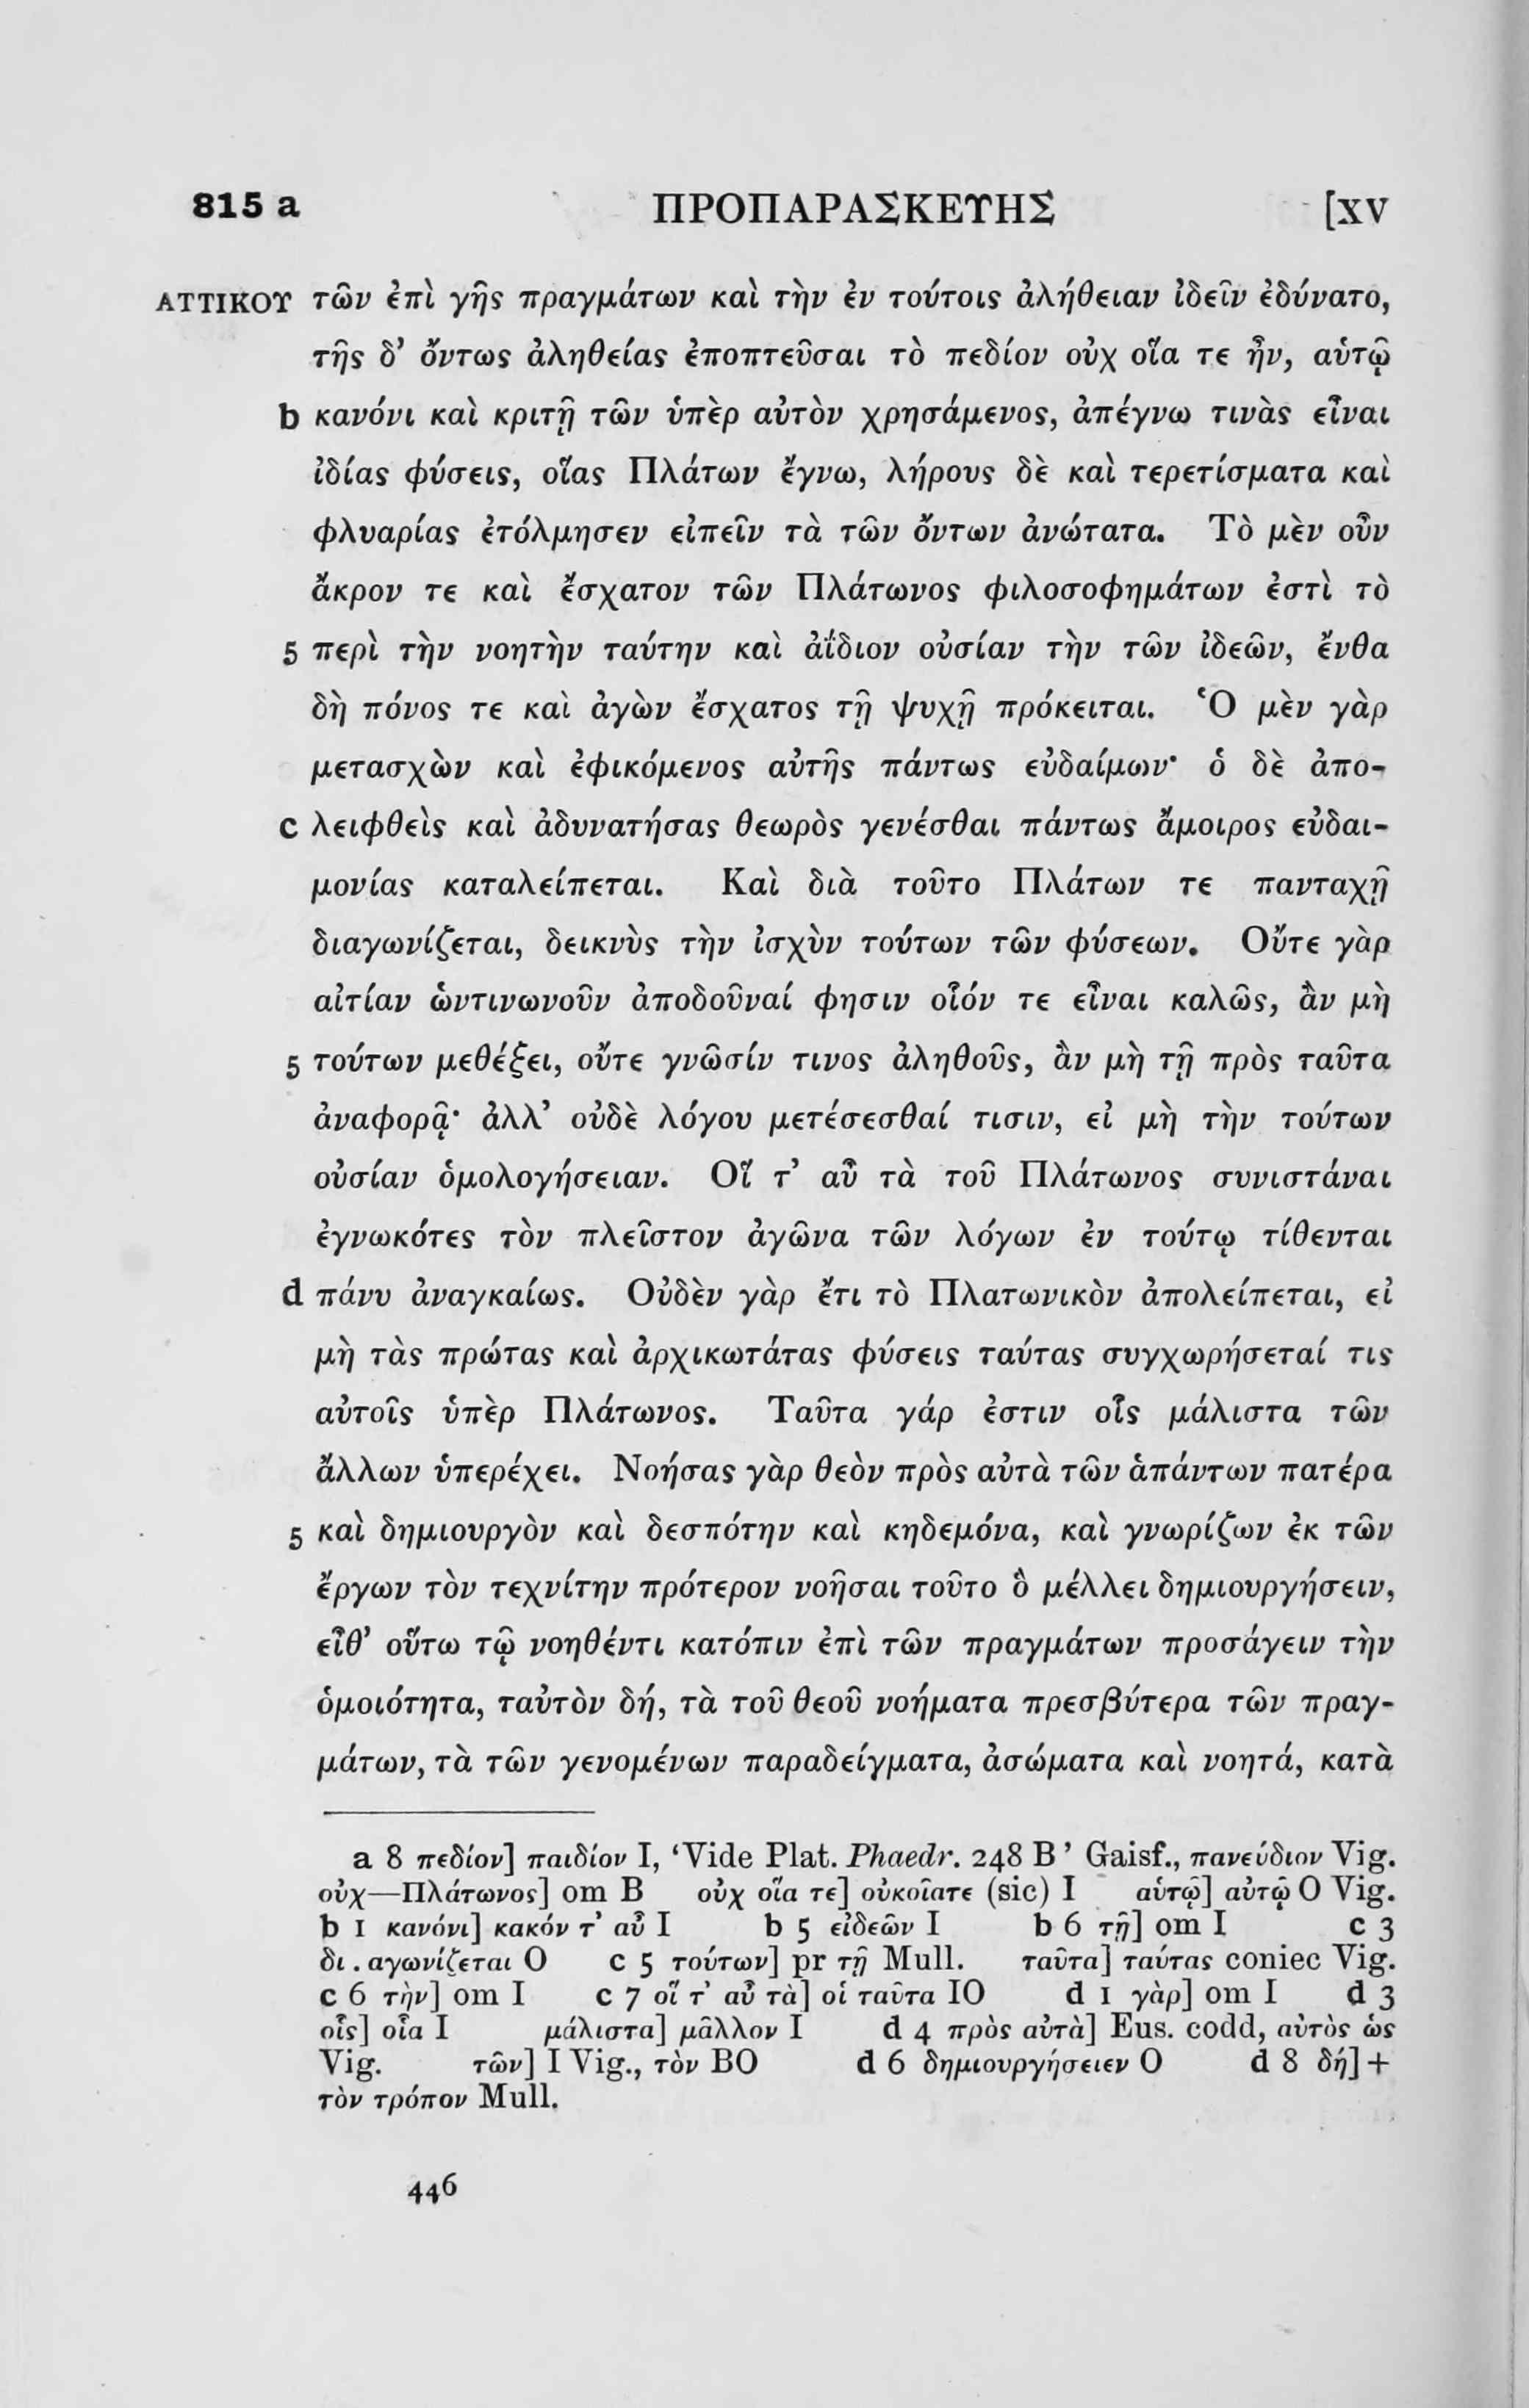 815 a ΠΡΟΠΑΡΑΣΚΕΥΗΣ [XV
ΑΤΤΙΚΟΥ τῶν ἐπὶ γῆς πραγμάτων καὶ τὴν ἐν τούτοις ἀλήθειαν ἰδεῖν ἐδύνατο,
τῆς δ’ ὄντως ἀληθείας ἐποπτεῦσαι τὸ πεδίον οὐχ οἵα τε ἦν, αὑτῷ
b κανόνι καὶ κριτῇ τῶν ὑπὲρ αὐτὸν χρησάμενος, ἀπέγνω τινὰς εἶναι
ἰδίας φύσεις, οἵας Πλάτων ἔγνω, λήρους δὲ καὶ τερετίσματα καὶ
φλυαρίας ἐτόλμησεν εἰπεῖν τὰ τῶν ὄντων ἀνώτατα. Τὸ μὲν οὖν
ἄκρον τε καὶ ἔσχατον τῶν Πλάτωνος φιλοσοφημάτων ἐστὶ τὸ
5 περὶ τὴν νοητὴν ταύτην καὶ ἀΐδιον οὐσίαν τὴν τῶν ἰδεῶν, ἔνθα
δὴ πόνος τε καὶ ἀγὼν ἔσχατος τῇ ψυχῇ πρόκειται. Ὁ μὲν γὰρ
μετασχὼν καὶ ἐφικόμενος αὐτῆς πάντως εὐδαίμων· ὁ δὲ ἀπο-
c λειφθεὶς καὶ ἀδυνατήσας θεωρὸς γενέσθαι πάντως ἄμοιρος εὐδαι-
μονίας καταλείπεται. Καὶ διὰ τοῦτο Πλάτων τε πανταχῇ
διαγωνίζεται, δεικνὺς τὴν ἰσχὺν τούτων τῶν φύσεων. Οὔτε γὰρ
αἰτίαν ὡντινωνοῦν ἀποδοῦναί φησιν οἷόν τε εἶναι καλῶς, ἂν μὴ
5 τούτων μεθέξει, οὔτε γνῶσίν τινος ἀληθοῦς, ἂν μὴ τῇ πρὸς ταῦτα
ἀναφορᾷ· ἀλλ’ οὐδὲ λόγου μετέσεσθαί τισιν, εἰ μὴ τὴν τούτων
οὐσίαν ὁμολογήσειαν. Οἵ τ’ αὖ τὰ τοῦ Πλάτωνος συνιστάναι
ἐγνωκότες τὸν πλεῖστον ἀγῶνα τῶν λόγων ἐν τούτῳ τίθενται
d πάνυ ἀναγκαίως. Οὐδὲν γὰρ ἔτι τὸ Πλατωνικὸν ἀπολείπεται, εἰ
μὴ τὰς πρώτας καὶ ἀρχικωτάτας φύσεις ταύτας συγχωρήσεταί τις
αὐτοῖς ὑπὲρ Πλάτωνος. Ταῦτα γάρ ἐστιν οἷς μάλιστα τῶν
ἄλλων ὑπερέχει. Νοήσας γὰρ θεὸν πρὸς αὐτὰ τῶν ἁπάντων πατέρα
5 καὶ δημιουργὸν καὶ δεσπότην καὶ κηδεμόνα, καὶ γνωρίζων ἐκ τῶν
ἔργων τὸν τεχνίτην πρότερον νοῆσαι τοῦτο ὃ μέλλει δημιουργήσειν,
εἶθ’ οὕτω τῷ νοηθέντι κατόπιν ἐπὶ τῶν πραγμάτων προσάγειν τὴν
ὁμοιότητα, ταὐτὸν δή, τὰ τοῦ θεοῦ νοήματα πρεσβύτερα τῶν πραγ-
μάτων, τὰ τῶν γενομένων παραδείγματα, ἀσώματα καὶ νοητά, κατὰ
a 8 πεδίον] παιδίον I, ‘Vide Plat. Phaedr. 248 B’ Gaisf., πανεύδιον Vig.
οὐχ—Πλάτωνος] om B οὐχ οἵα τε] οὐκοῖατε (sic) I αὑτῷ] αὐτῷ O Vig.
b 1 κανόνι] κακόν τ’ αὖ I b 5 εἰδεῶν I b 6 τῇ] om I c 3
δι . αγωνίζεται O c 5 τούτων] pr τῇ Mull. ταῦτα] ταύτας coniec Vig.
c 6 τὴν] om I c 7 οἵ τ’ αὖ τὰ] οἱ ταῦτα IO d 1 γὰρ] om I d 3
οἷς] οἷα I μάλιστα] μᾶλλον I d 4 πρὸς αὐτὰ] Eus. codd, αὐτὸς ὡς
Vig. τῶν] I Vig., τὸν BO d 6 δημιουργήσειεν O d 8 δή] +
τὸν τρόπον Mull.
446